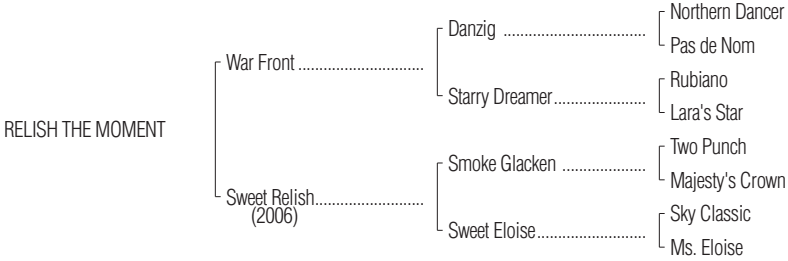 Northern Dancer
Danzig ..................................
Pas de Nom
War Front ..............................
Rubiano
Starry Dreamer......................
Lara's Star
RELISH THE MOMENT
Two Punch
Smoke Glacken ....................
Majesty's Crown
Sweet Relish..........................
(2006)
Sky Classic
Sweet Eloise..........................
Ms. Eloise